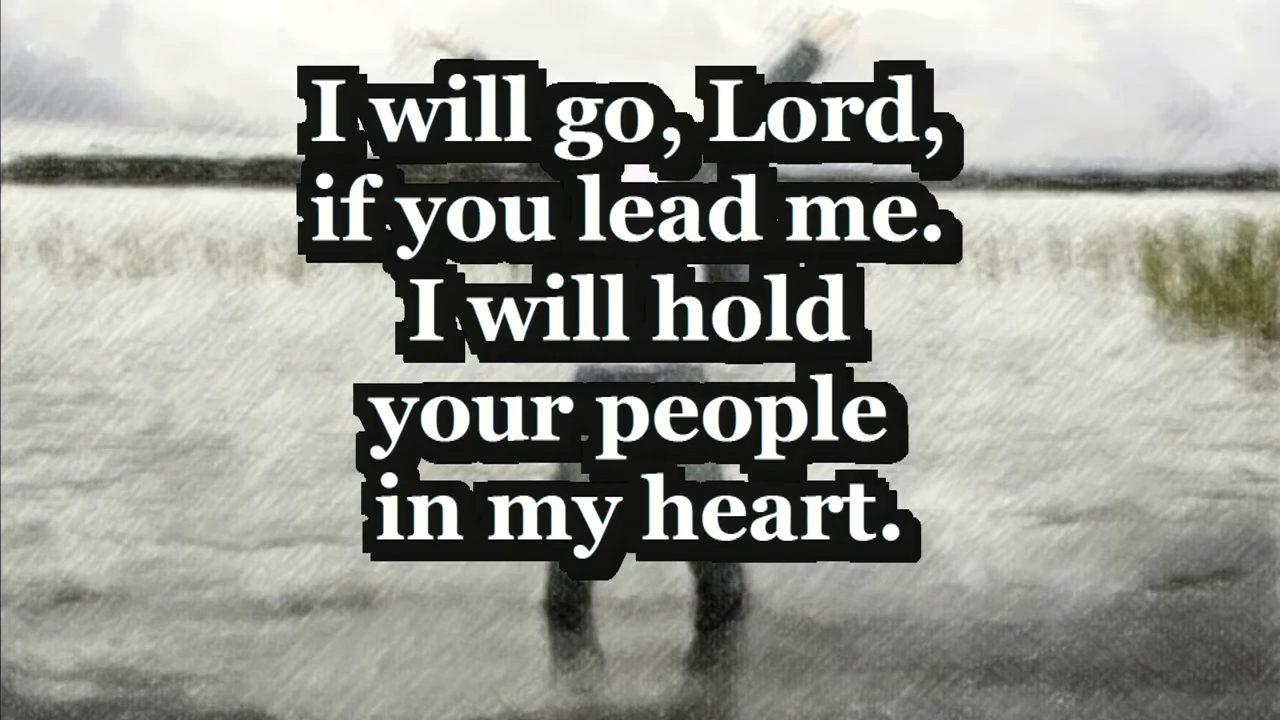 I will go, Lord,
if you lead me.
I will hold
your people
in my heart.